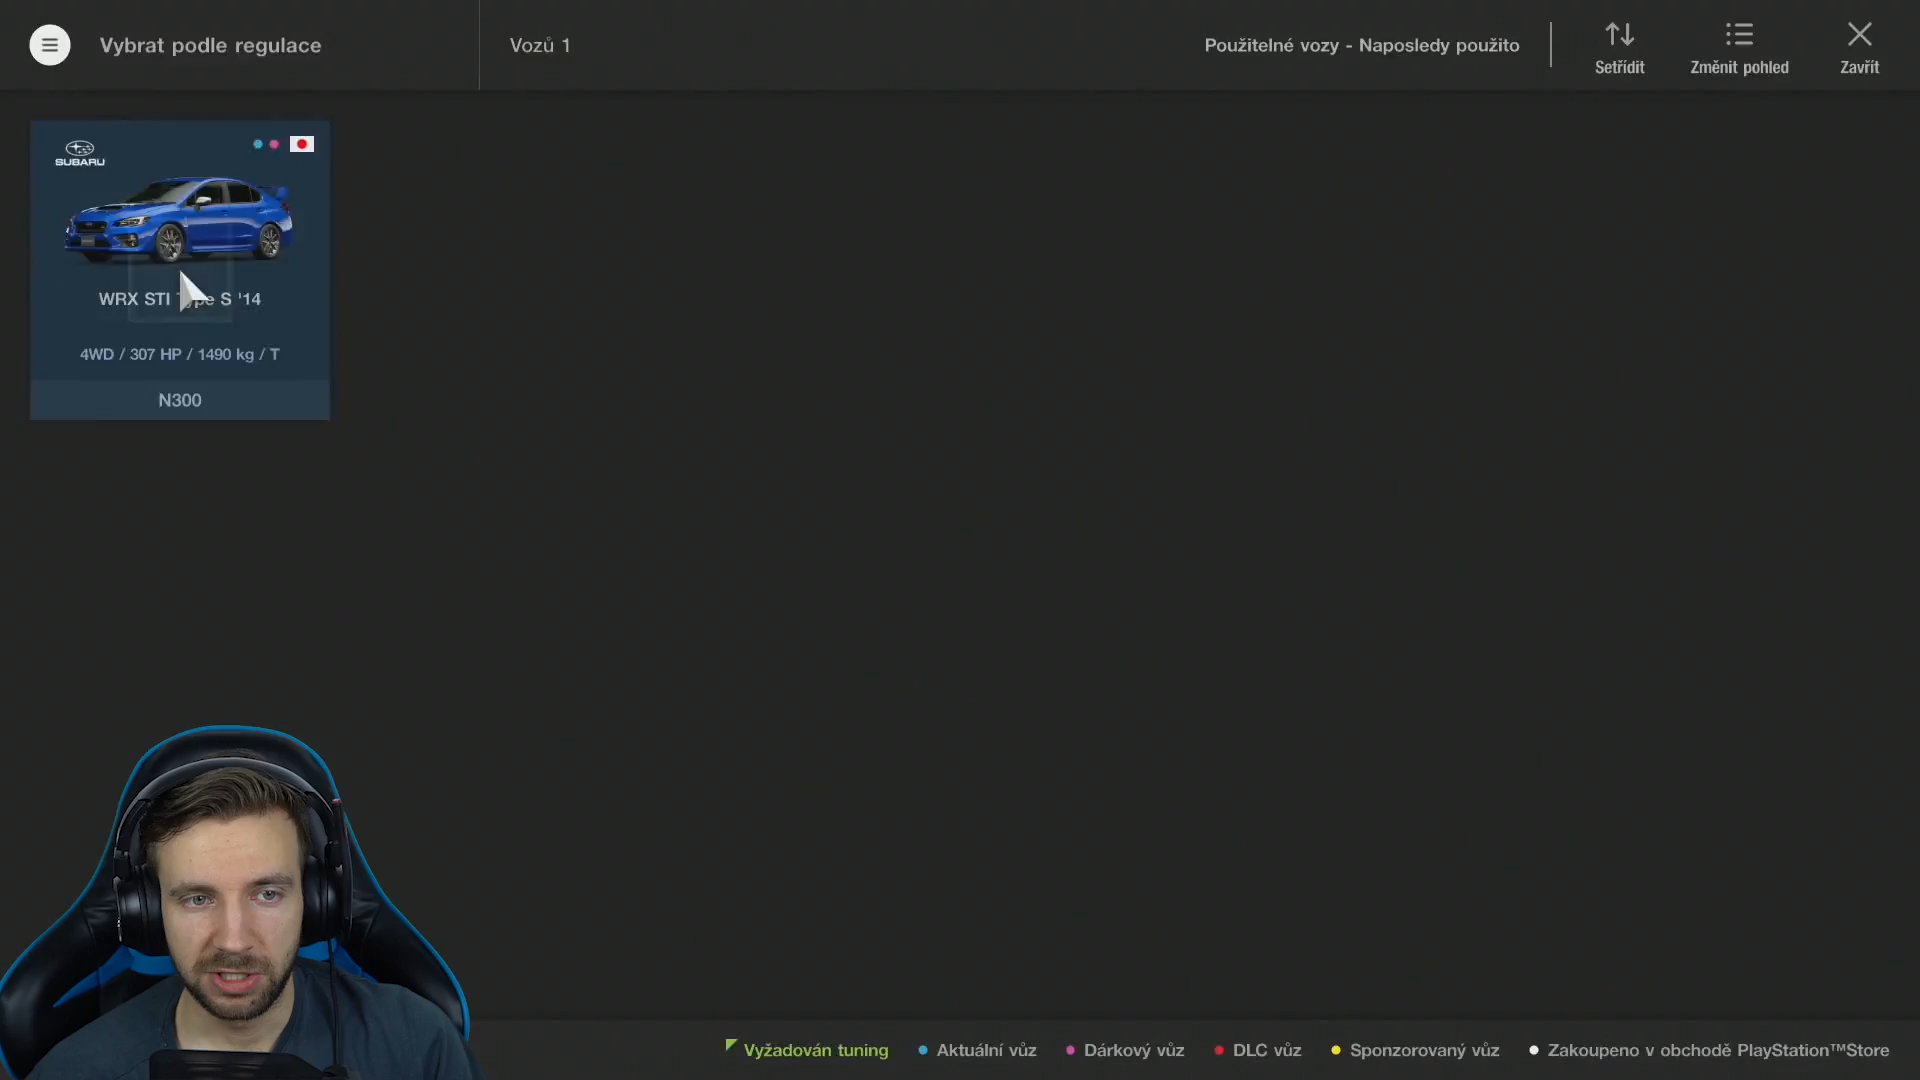 Vybrat podle regulace
Vozů 1
Použitelné vozy - Naposledy použito
Setřídit
Změnit pohled
Zavřít
SUBARU
WRX STI Type S '14
4WD / 307 HP / 1490 kg / T
N300
Vyžadován tuning
Aktuální vůz
Dárkový vůz
DLC vůz
Sponzorovaný vůz
Zakoupeno v obchodě PlayStation™Store